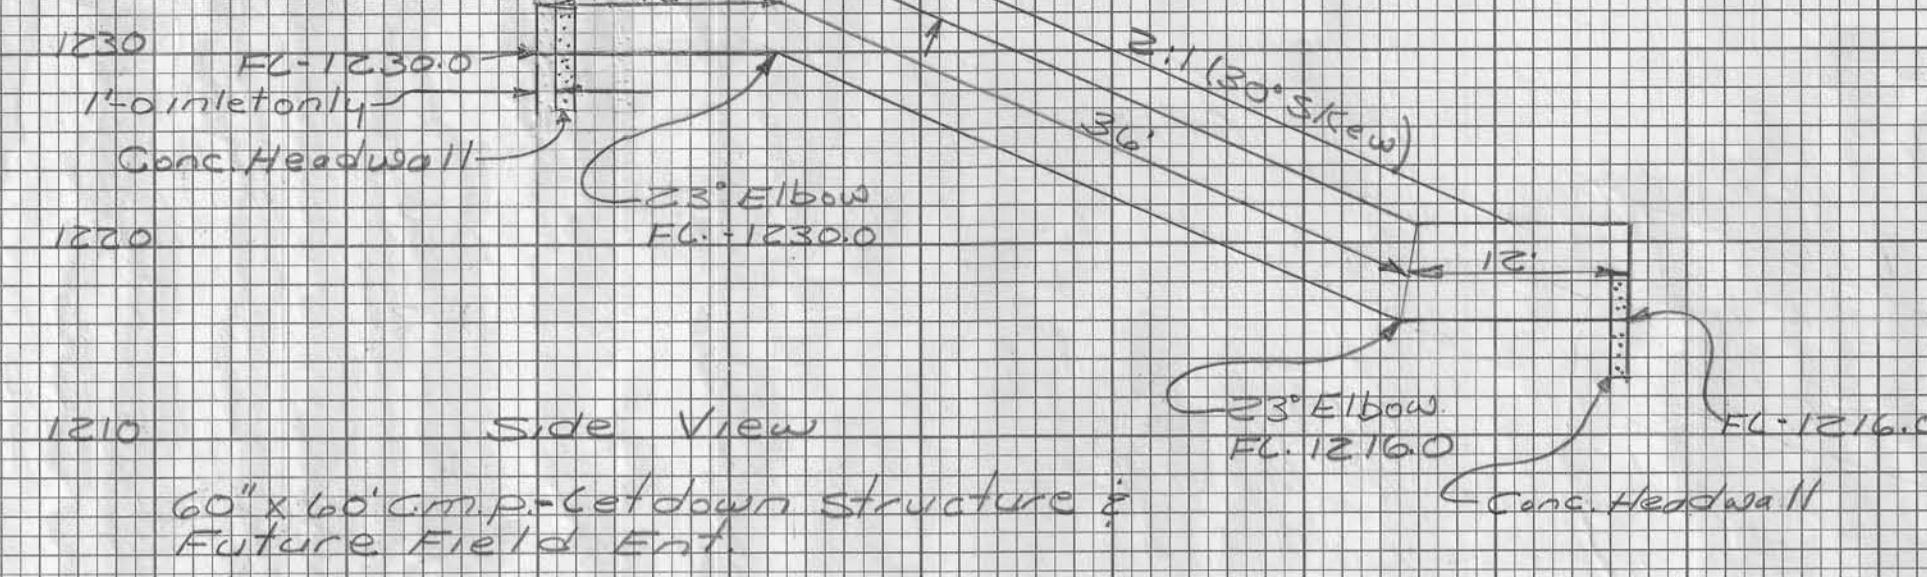 1230
FL-1230.0
1'-0 inlet only
Conc. Headwall
2:1 (30° Skew)
36'
23° Elbow
FL.-1230.0
1220
12'
23° Elbow
FL. 1216.0
FL-1216.0
Conc. Headwall
1210
Side View
60" x 60' C.m.p.-Letdown Structure &
Future Field Ent.